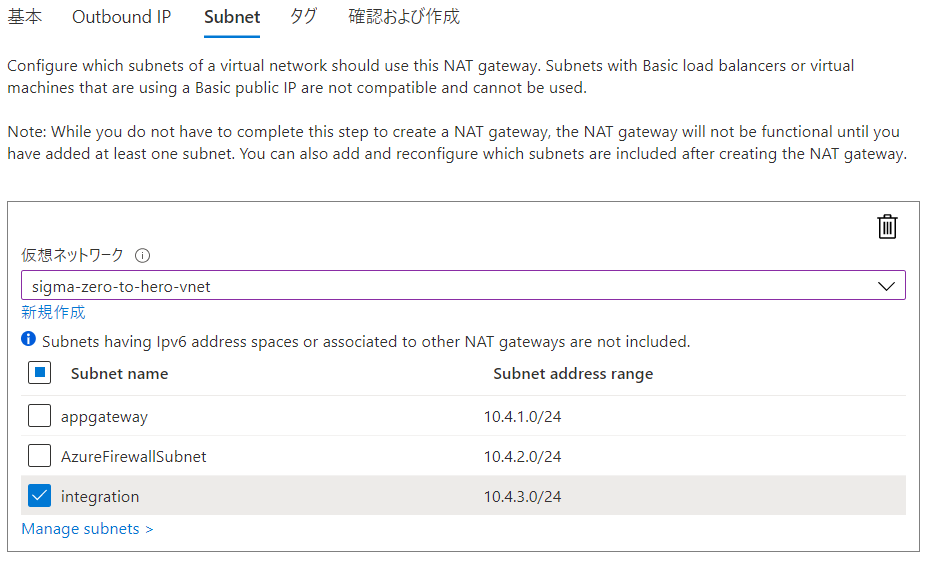 基本 Outbound IP Subnet タグ 確認および作成
Configure which subnets of a virtual network should use this NAT gateway. Subnets with Basic load balancers or virtual
machines that are using a Basic public IP are not compatible and cannot be used.
Note: While you do not have to complete this step to create a NAT gateway, the NAT gateway will not be functional until you
have added at least one subnet. You can also add and reconfigure which subnets are included after creating the NAT gateway.
仮想ネットワーク
sigma-zero-to-hero-vnet
新規作成
Subnets having Ipv6 address spaces or associated to other NAT gateways are not included.
Subnet name Subnet address range
appgateway 10.4.1.0/24
AzureFirewallSubnet 10.4.2.0/24
integration 10.4.3.0/24
Manage subnets >